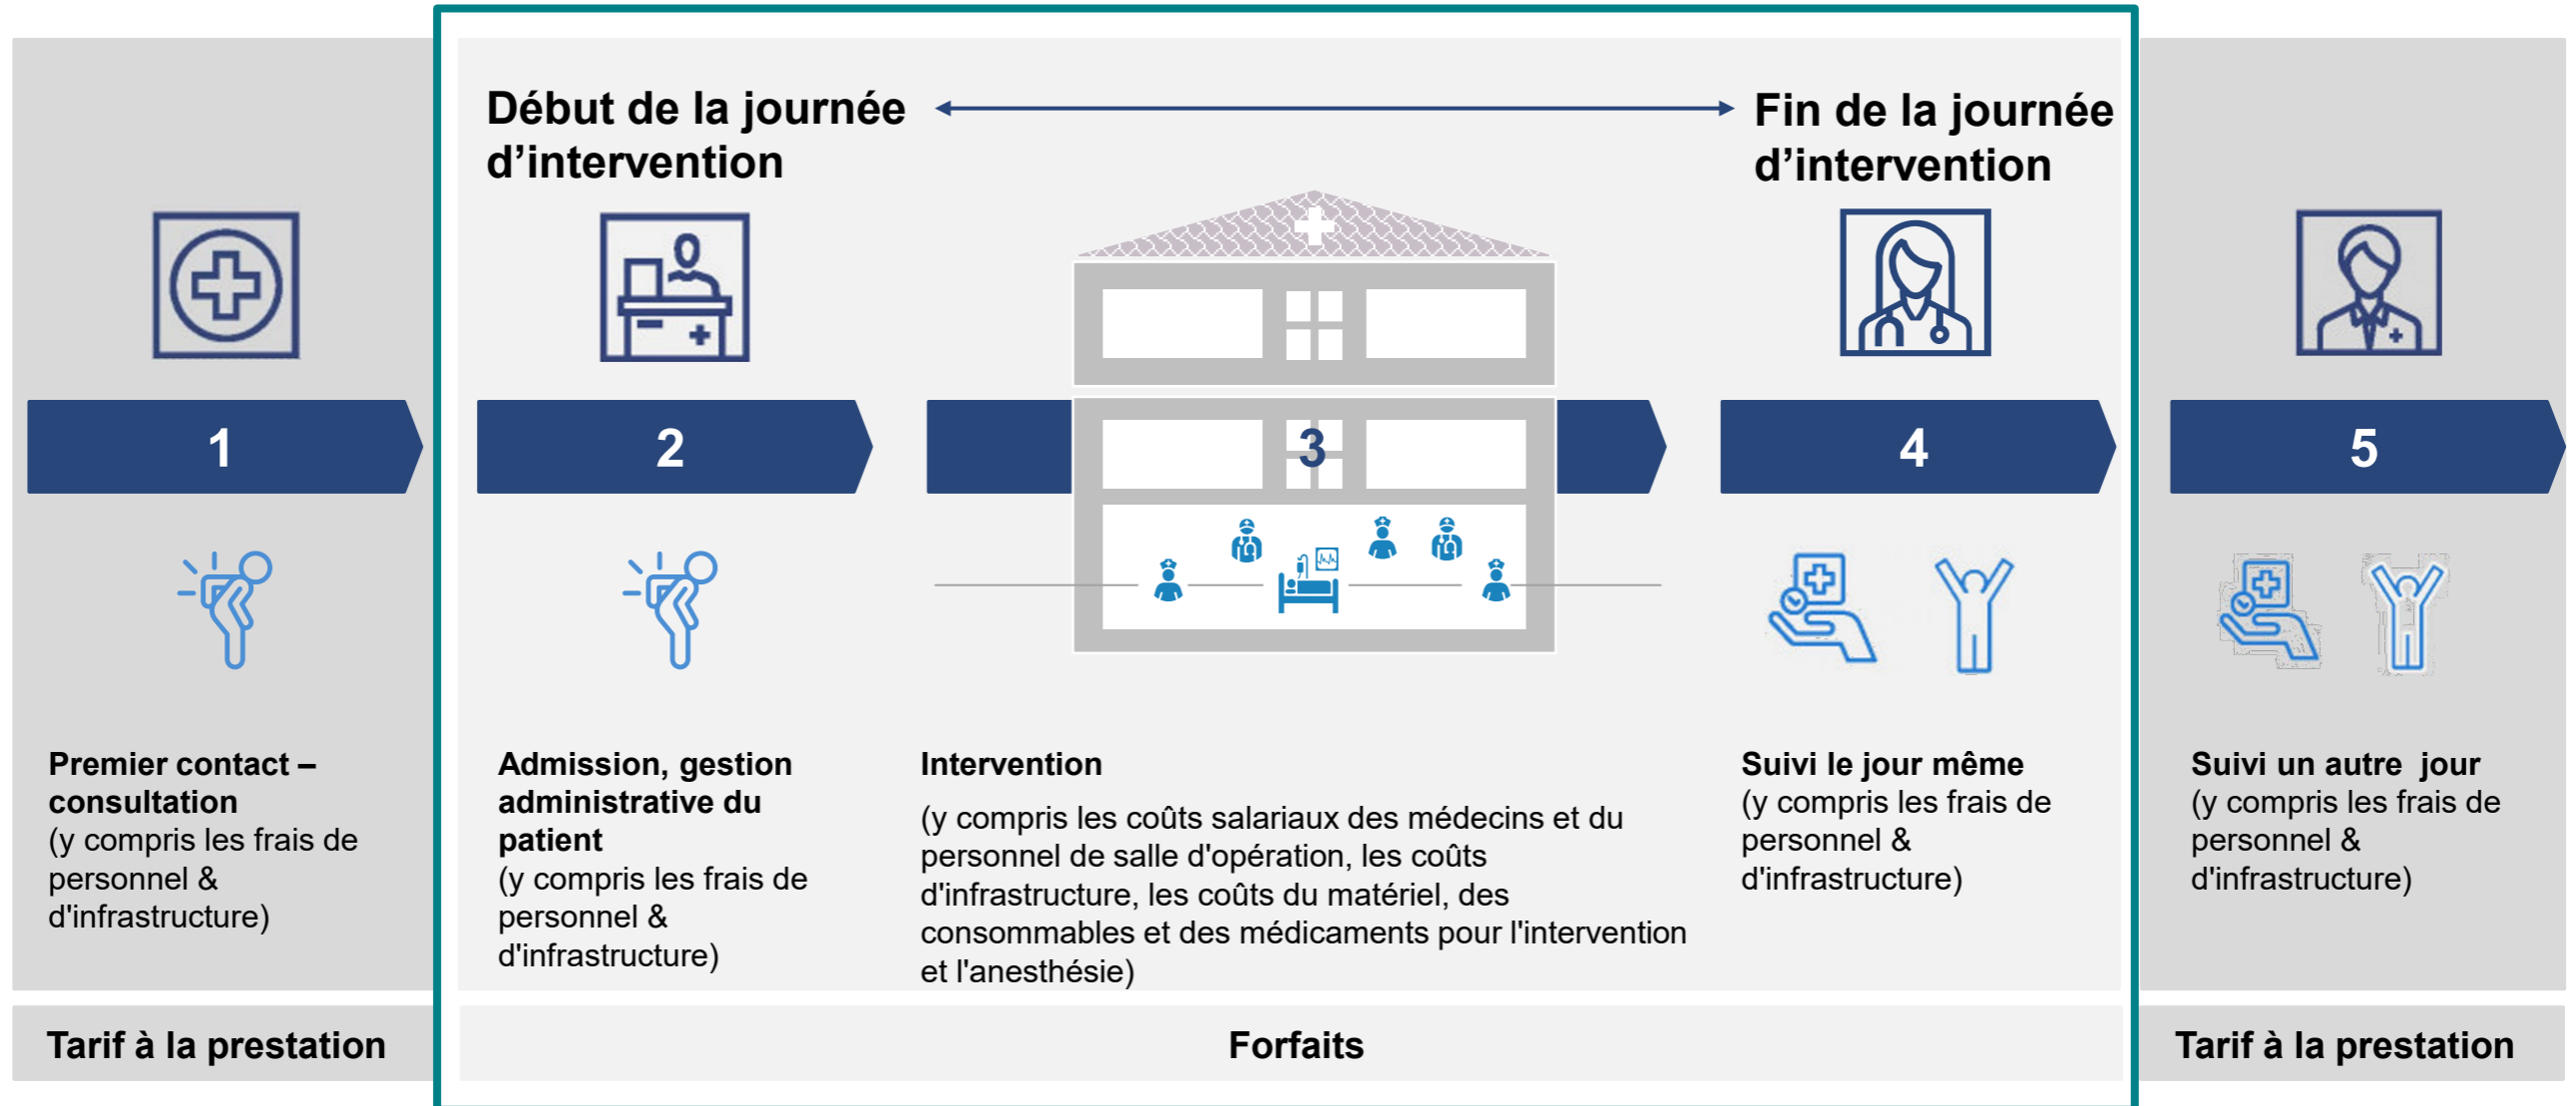 Début de la journée
d’intervention
Fin de la journée
d’intervention
1
2
3
4
5
Premier contact –
consultation
(y compris les frais de
personnel &
d'infrastructure)
Admission, gestion
administrative du
patient
(y compris les frais de
personnel &
d'infrastructure)
Intervention
(y compris les coûts salariaux des médecins et du
personnel de salle d'opération, les coûts
d'infrastructure, les coûts du matériel, des
consommables et des médicaments pour l'intervention
et l'anesthésie)
Suivi le jour même
(y compris les frais de
personnel &
d'infrastructure)
Suivi un autre  jour
(y compris les frais de
personnel &
d'infrastructure)
Tarif à la prestation
Forfaits
Tarif à la prestation